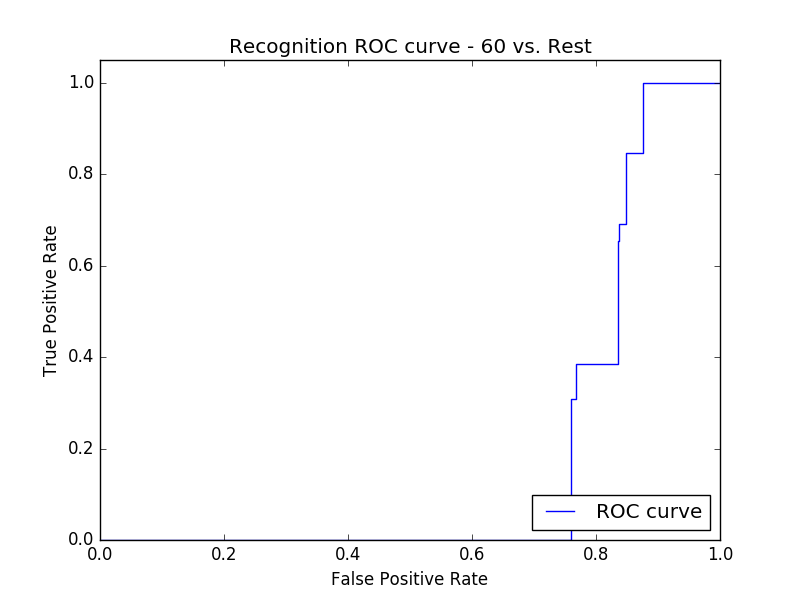 Recognition ROC curve - 60 vs. Rest
1.0
0.8
0.6
0.4
0.2
0.0
True Positive Rate
ROC curve
0.0 0.2 0.4 0.6 0.8 1.0
False Positive Rate